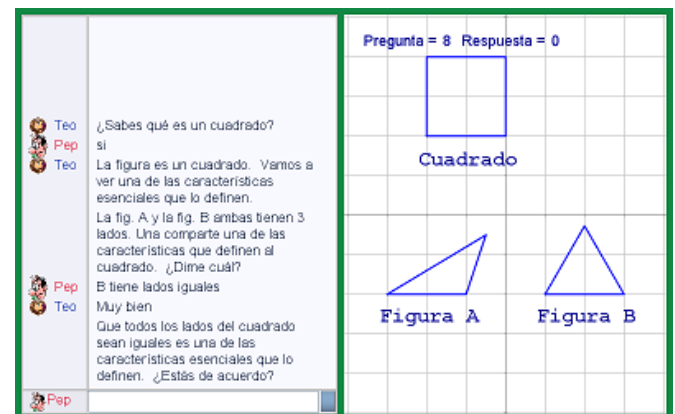 Teo ¿Sabes qué es un cuadrado?
Pep si
Teo La figura es un cuadrado. Vamos a
ver una de las características
esenciales que lo definen.
La fig. A y la fig. B ambas tienen 3
lados. Una comparte una de las
características que definen al
cuadrado. ¿Dime cuál?
Pep B tiene lados iguales
Teo Muy bien
Que todos los lados del cuadrado
sean iguales es una de las
características esenciales que lo
definen. ¿Estás de acuerdo?
Pep
Pregunta = 8 Respuesta = 0
Cuadrado
Figura A Figura B